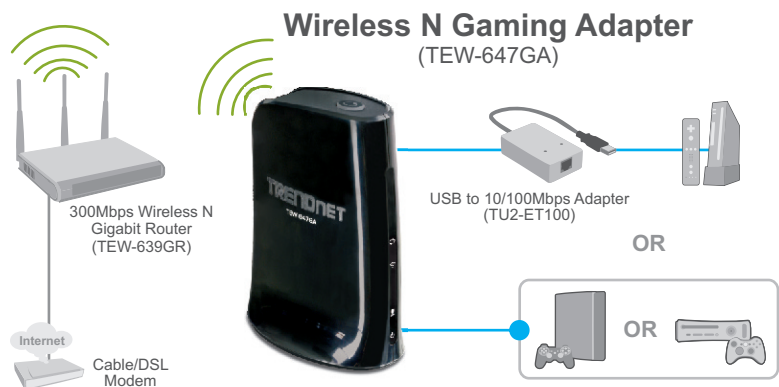 Wireless N Gaming Adapter
(TEW-647GA)
300Mbps Wireless N
Gigabit Router
(TEW-639GR)
TRENDNET
TEW-647GA
USB to 10/100Mbps Adapter
(TU2-ET100)
OR
OR
Internet
Cable/DSL
Modem